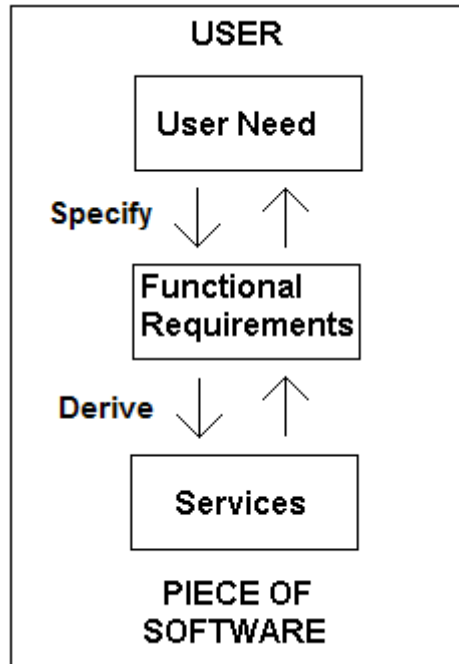 USER
User Need
Specify
Functional
Requirements
Derive
Services
PIECE OF
SOFTWARE